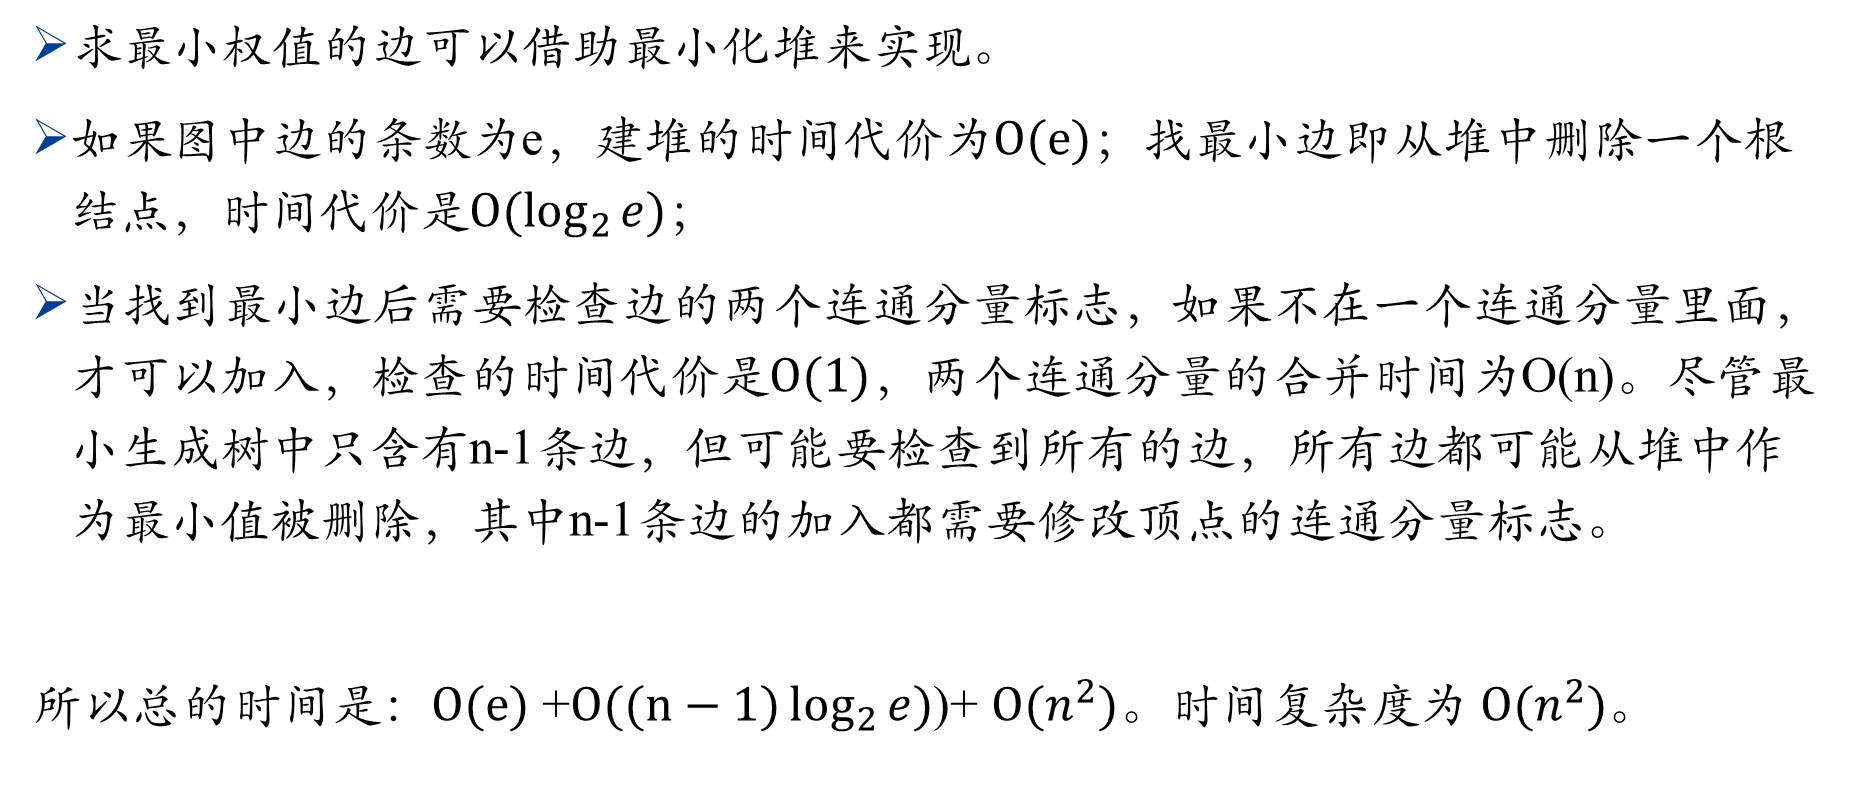 ➢求最小权值的边可以借助最小化堆来实现。
➢如果图中边的条数为e，建堆的时间代价为O(e)；找最小边即从堆中删除一个根
结点，时间代价是O(log₂ e)；
➢当找到最小边后需要检查边的两个连通分量标志，如果不在一个连通分量里面，
才可以加入，检查的时间代价是O(1)，两个连通分量的合并时间为O(n)。尽管最
小生成树中只含有n-1条边，但可能要检查到所有的边，所有边都可能从堆中作
为最小值被删除，其中n-1条边的加入都需要修改顶点的连通分量标志。
所以总的时间是：O(e) +O((n − 1) log₂ e))+ O(n²)。时间复杂度为 O(n²)。